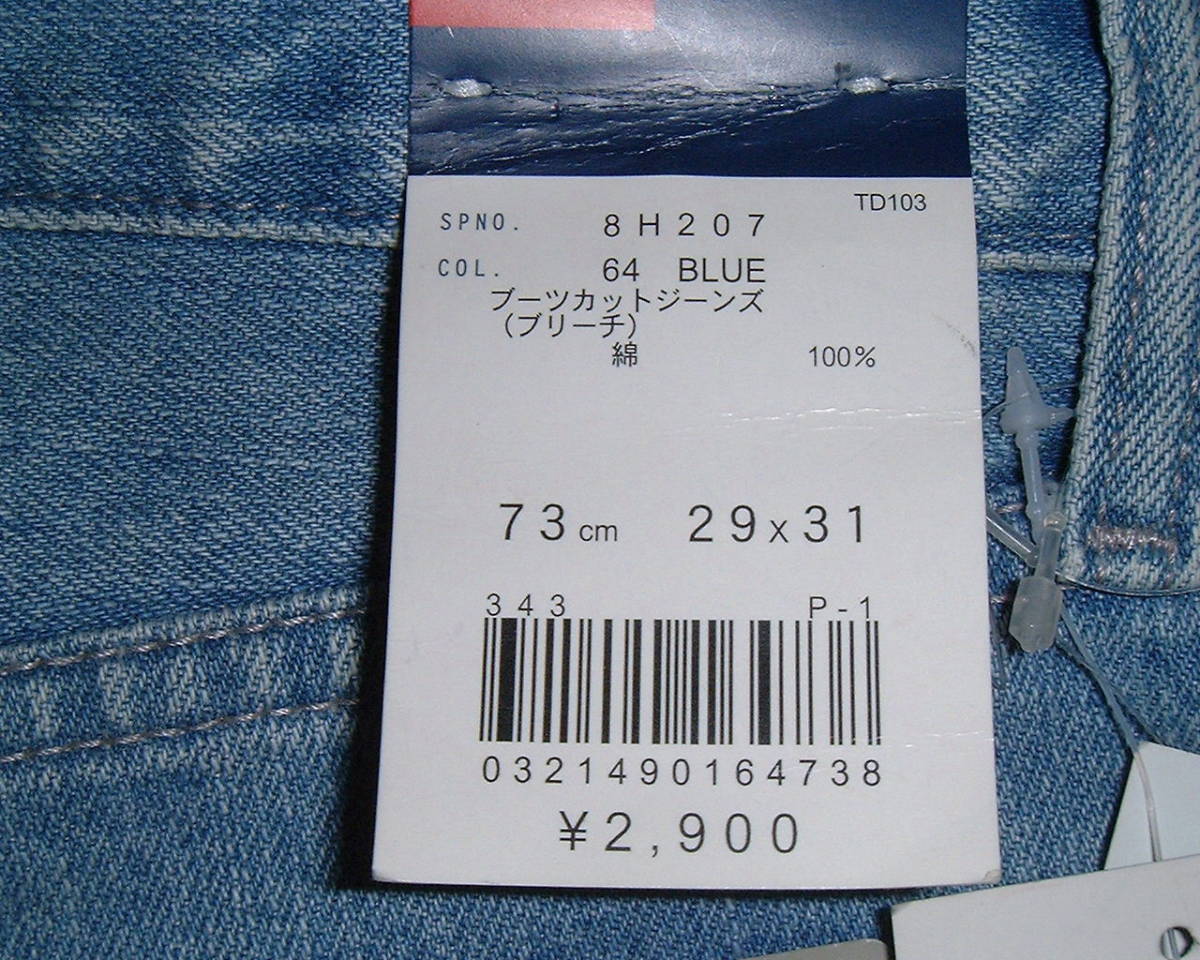 TD103
SPNO. 8H207
COL. 64 BLUE
ブーツカットジーンズ
（ブリーチ）
綿 100%
73cm 29x31
343 P-1
0321490164738
¥2,900